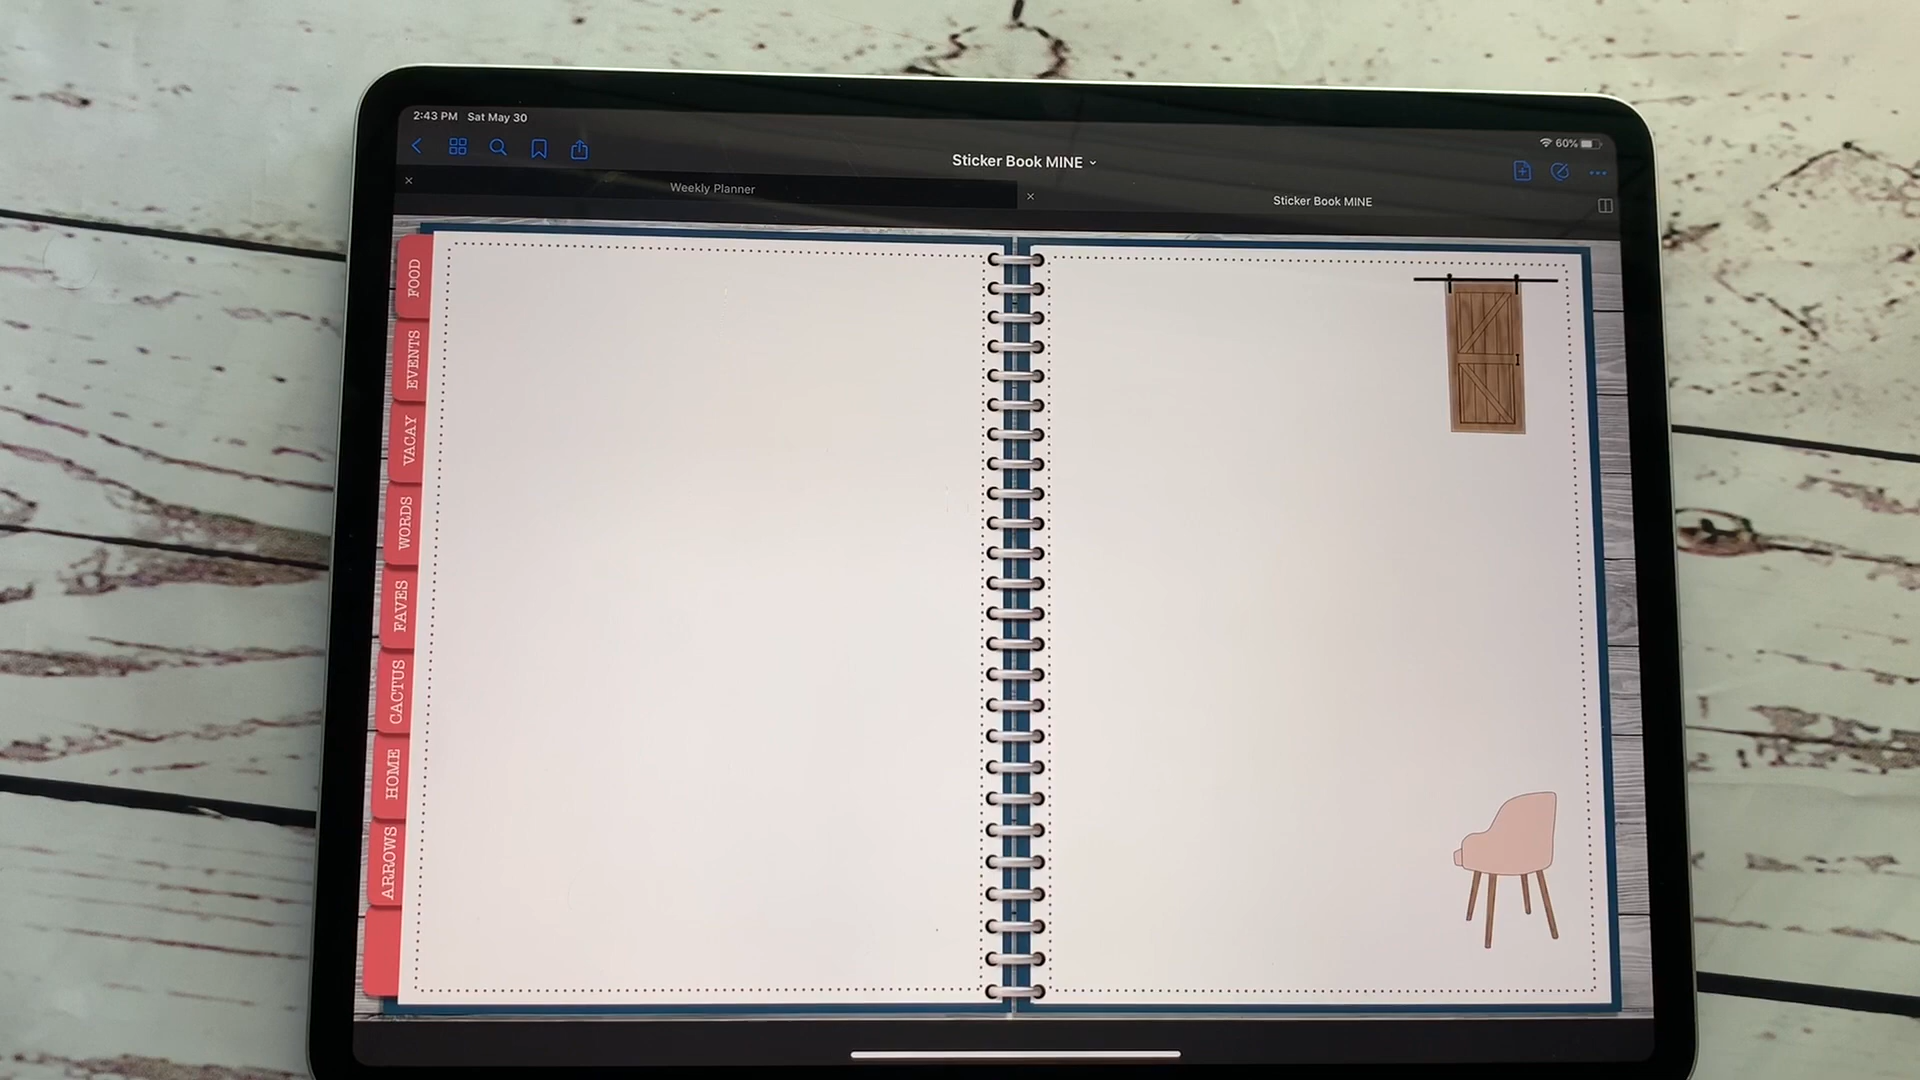 2:43 PM Sat May 30
60%
Sticker Book MINE
Weekly Planner
Sticker Book MINE
FOOD
EVENTS
VACAY
WORDS
FAVES
CACTUS
HOME
ARROWS